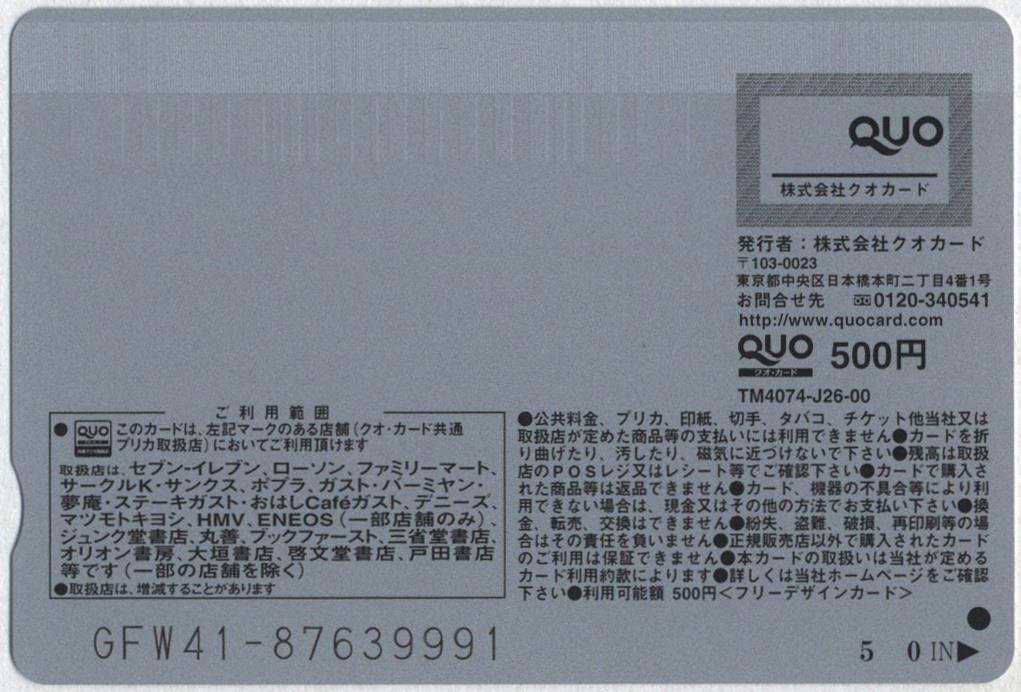 QUO
株式会社クオカード
発行者：株式会社クオカード
〒103-0023
東京都中央区日本橋本町二丁目4番1号
お問合せ先 0120-340541
http://www.quocard.com
QUO 500円
クオ・カード
TM4074-J26-00
ご利用範囲
●QUO このカードは、左記マークのある店舗(クオ・カード共通
プリカ取扱店)においてご利用頂けます
取扱店は、セブン-イレブン、ローソン、ファミリーマート、
サークルK・サンクス、ポプラ、ガスト・バーミヤン・
夢庵・ステーキガスト・おはしCaféガスト、デニーズ、
マツモトキヨシ、HMV、ENEOS(一部店舗のみ)、
ジュンク堂書店、丸善、ブックファースト、三省堂書店、
オリオン書房、大垣書店、啓文堂書店、戸田書店
等です(一部の店舗を除く)
●取扱店は、増減することがあります
●公共料金、プリカ、印紙、切手、タバコ、チケット他当社又は
取扱店が定めた商品等の支払いには利用できません●カードを折
り曲げたり、汚したり、磁気に近づけないで下さい●残高は取扱
店のPOSレジ又はレシート等でご確認下さい●カードで購入さ
れた商品等は返品できません●カード、機器の不具合等により利
用できない場合は、現金又はその他の方法でお支払い下さい●換
金、転売、交換はできません●紛失、盗難、破損、再印刷等の場
合はその責任を負いません●正規販売店以外で購入されたカード
のご利用は保証できません●本カードの取扱いは当社が定める
カード利用約款によります●詳しくは当社ホームページをご確認
下さい●利用可能額 500円＜フリーデザインカード＞
GFW41-87639991
5 0 IN▶